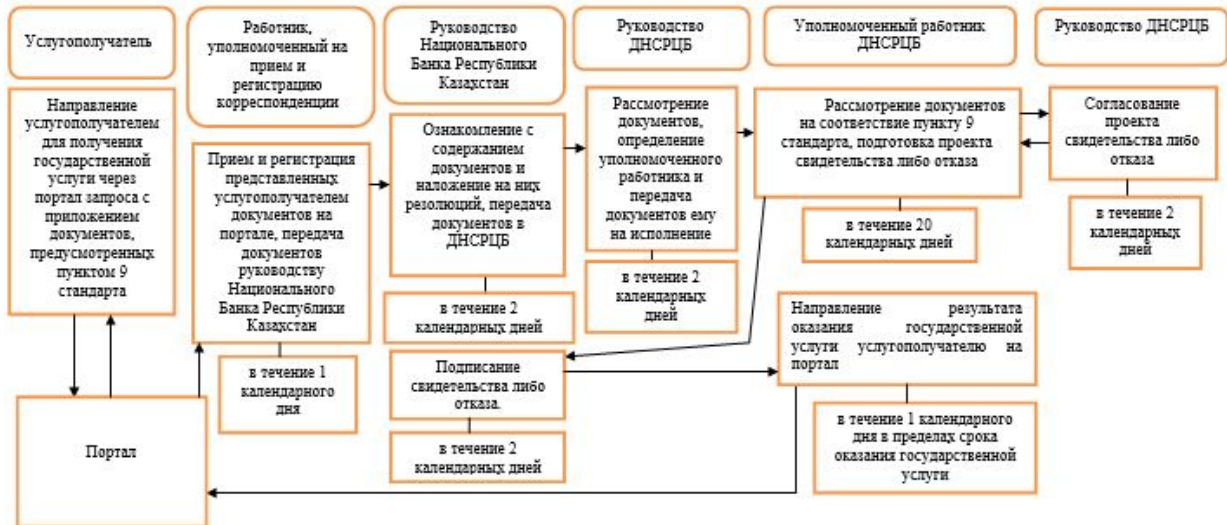 Услугополучатель
Работник,
уполномоченный на
прием и
регистрацию
корреспонденции
Руководство
Национального
Банка Республики
Казахстан
Руководство
ДНСРЦБ
Уполномоченный работник
ДНСРЦБ
Руководство ДНСРЦБ
Направление
услугополучателем
для получения
государственной
услуги через
портал запроса с
приложением
документов,
предусмотренных
пунктом 9
стандарта
Прием и регистрация
представленных
услугополучателем
документов на
портале, передача
документов
руководству
Национального
Банка Республики
Казахстан
в течение 1
календарного
дня
Ознакомление с
содержанием
документов и
наложение на них
резолюций, передача
документов в
ДНСРЦБ
в течение 2
календарных дней
Рассмотрение
документов,
определение
уполномоченного
работника и
передача
документов ему
на исполнение
в течение 2
календарных
дней
Рассмотрение документов
на соответствие пункту 9
стандарта, подготовка проекта
свидетельства либо отказа
в течение 20
календарных дней
Согласование
проекта
свидетельства либо
отказа
в течение 2
календарных
дней
Подписание
свидетельства либо
отказа.
в течение 2
календарных дней
Направление результата
оказания государственной
услуги услугополучателю на
портал
в течение 1 календарного
дня в пределах срока
оказания государственной
услуги
Портал